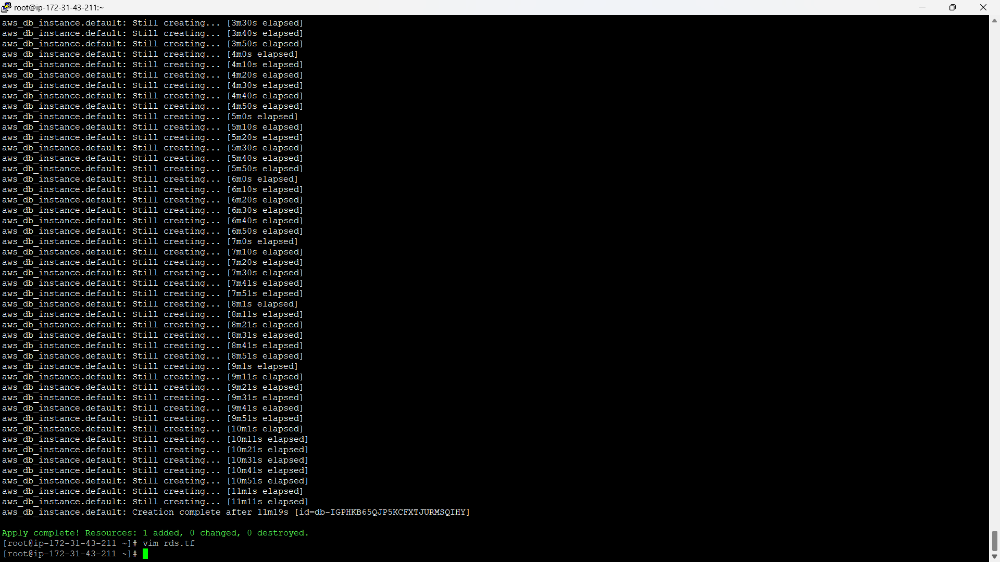 root@ip-172-31-43-211:~
aws_db_instance.default: Still creating... [3m30s elapsed]
aws_db_instance.default: Still creating... [3m40s elapsed]
aws_db_instance.default: Still creating... [3m50s elapsed]
aws_db_instance.default: Still creating... [4m0s elapsed]
aws_db_instance.default: Still creating... [4m10s elapsed]
aws_db_instance.default: Still creating... [4m20s elapsed]
aws_db_instance.default: Still creating... [4m30s elapsed]
aws_db_instance.default: Still creating... [4m40s elapsed]
aws_db_instance.default: Still creating... [4m50s elapsed]
aws_db_instance.default: Still creating... [5m0s elapsed]
aws_db_instance.default: Still creating... [5m10s elapsed]
aws_db_instance.default: Still creating... [5m20s elapsed]
aws_db_instance.default: Still creating... [5m30s elapsed]
aws_db_instance.default: Still creating... [5m40s elapsed]
aws_db_instance.default: Still creating... [5m50s elapsed]
aws_db_instance.default: Still creating... [6m0s elapsed]
aws_db_instance.default: Still creating... [6m10s elapsed]
aws_db_instance.default: Still creating... [6m20s elapsed]
aws_db_instance.default: Still creating... [6m30s elapsed]
aws_db_instance.default: Still creating... [6m40s elapsed]
aws_db_instance.default: Still creating... [6m50s elapsed]
aws_db_instance.default: Still creating... [7m0s elapsed]
aws_db_instance.default: Still creating... [7m10s elapsed]
aws_db_instance.default: Still creating... [7m20s elapsed]
aws_db_instance.default: Still creating... [7m30s elapsed]
aws_db_instance.default: Still creating... [7m41s elapsed]
aws_db_instance.default: Still creating... [7m51s elapsed]
aws_db_instance.default: Still creating... [8m1s elapsed]
aws_db_instance.default: Still creating... [8m11s elapsed]
aws_db_instance.default: Still creating... [8m21s elapsed]
aws_db_instance.default: Still creating... [8m31s elapsed]
aws_db_instance.default: Still creating... [8m41s elapsed]
aws_db_instance.default: Still creating... [8m51s elapsed]
aws_db_instance.default: Still creating... [9m1s elapsed]
aws_db_instance.default: Still creating... [9m11s elapsed]
aws_db_instance.default: Still creating... [9m21s elapsed]
aws_db_instance.default: Still creating... [9m31s elapsed]
aws_db_instance.default: Still creating... [9m41s elapsed]
aws_db_instance.default: Still creating... [9m51s elapsed]
aws_db_instance.default: Still creating... [10m1s elapsed]
aws_db_instance.default: Still creating... [10m11s elapsed]
aws_db_instance.default: Still creating... [10m21s elapsed]
aws_db_instance.default: Still creating... [10m31s elapsed]
aws_db_instance.default: Still creating... [10m41s elapsed]
aws_db_instance.default: Still creating... [10m51s elapsed]
aws_db_instance.default: Still creating... [11m1s elapsed]
aws_db_instance.default: Still creating... [11m11s elapsed]
aws_db_instance.default: Creation complete after 11m19s [id=db-IGPHKB65QJP5KCFXTJURMSQIHY]
Apply complete! Resources: 1 added, 0 changed, 0 destroyed.
[root@ip-172-31-43-211 ~]# vim rds.tf
[root@ip-172-31-43-211 ~]#